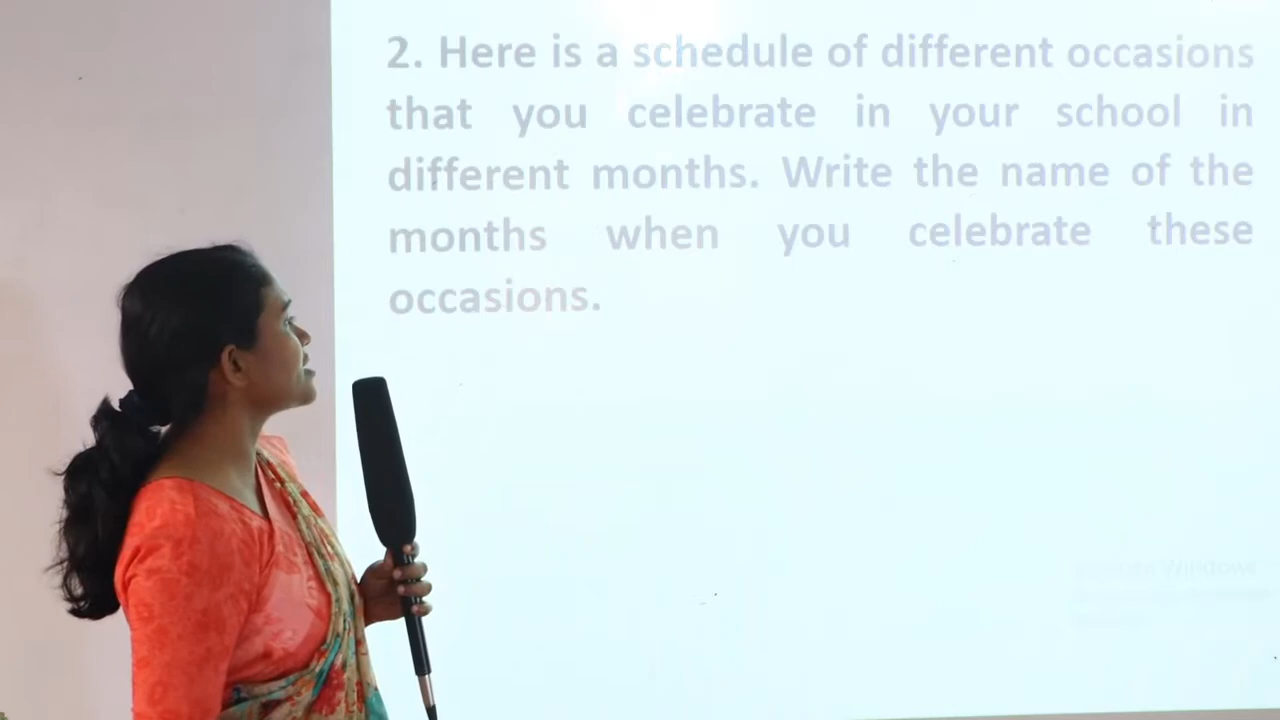 2. Here is a schedule of different occasions
that you celebrate in your school in
different months. Write the name of the
months when you celebrate these
occasions.